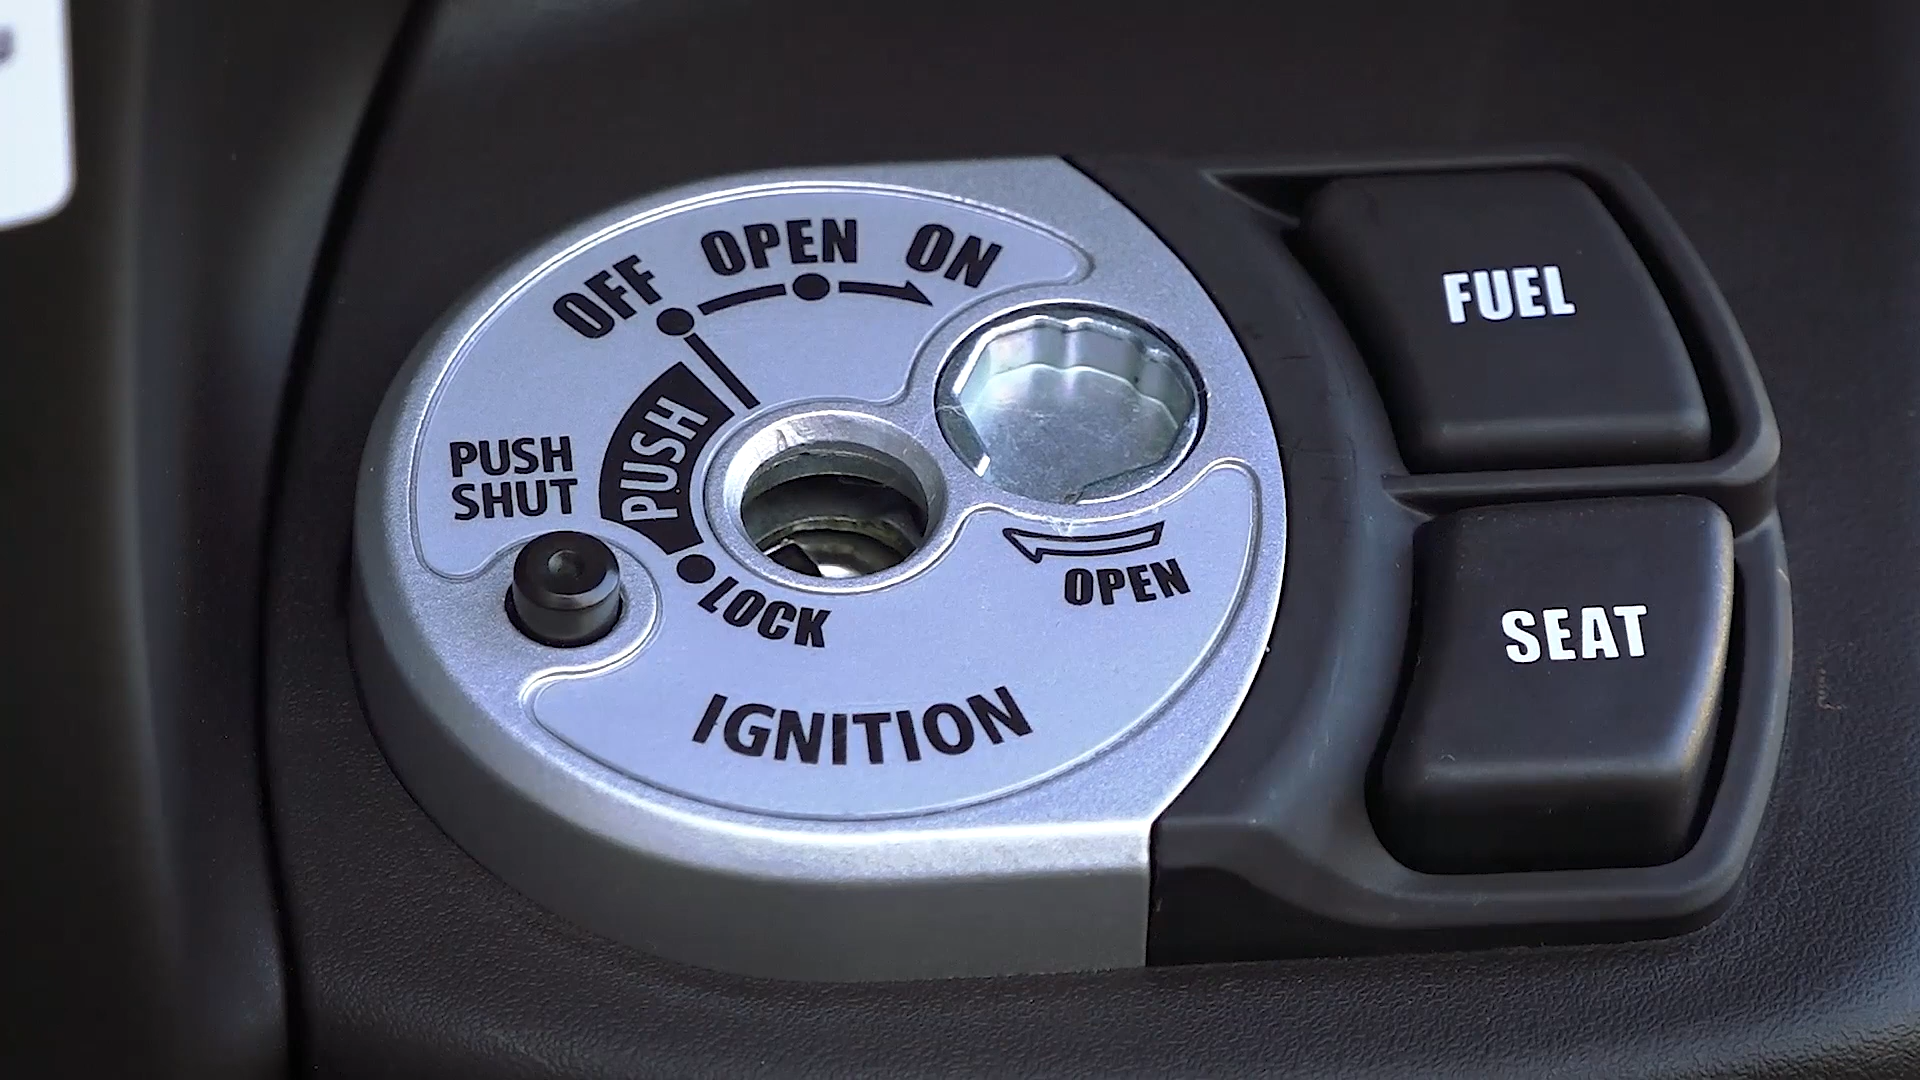 OFF OPEN ON
PUSH
PUSH
SHUT
LOCK
OPEN
IGNITION
FUEL
SEAT